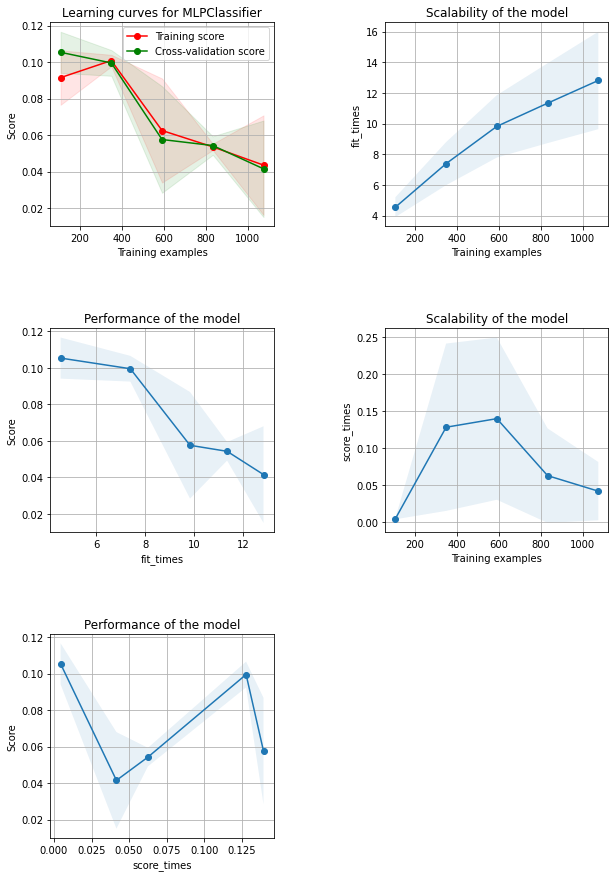 Learning curves for MLPClassifier
Training score
Cross-validation score
0.12
0.10
0.08
0.06
0.04
0.02
Score
200 400 600 800 1000
Training examples
Scalability of the model
16
14
12
10
8
6
4
fit_times
200 400 600 800 1000
Training examples
Performance of the model
0.12
0.10
0.08
0.06
0.04
0.02
Score
6 8 10 12
fit_times
Scalability of the model
0.25
0.20
0.15
0.10
0.05
0.00
score_times
200 400 600 800 1000
Training examples
Performance of the model
0.12
0.10
0.08
0.06
0.04
0.02
Score
0.000 0.025 0.050 0.075 0.100 0.125
score_times